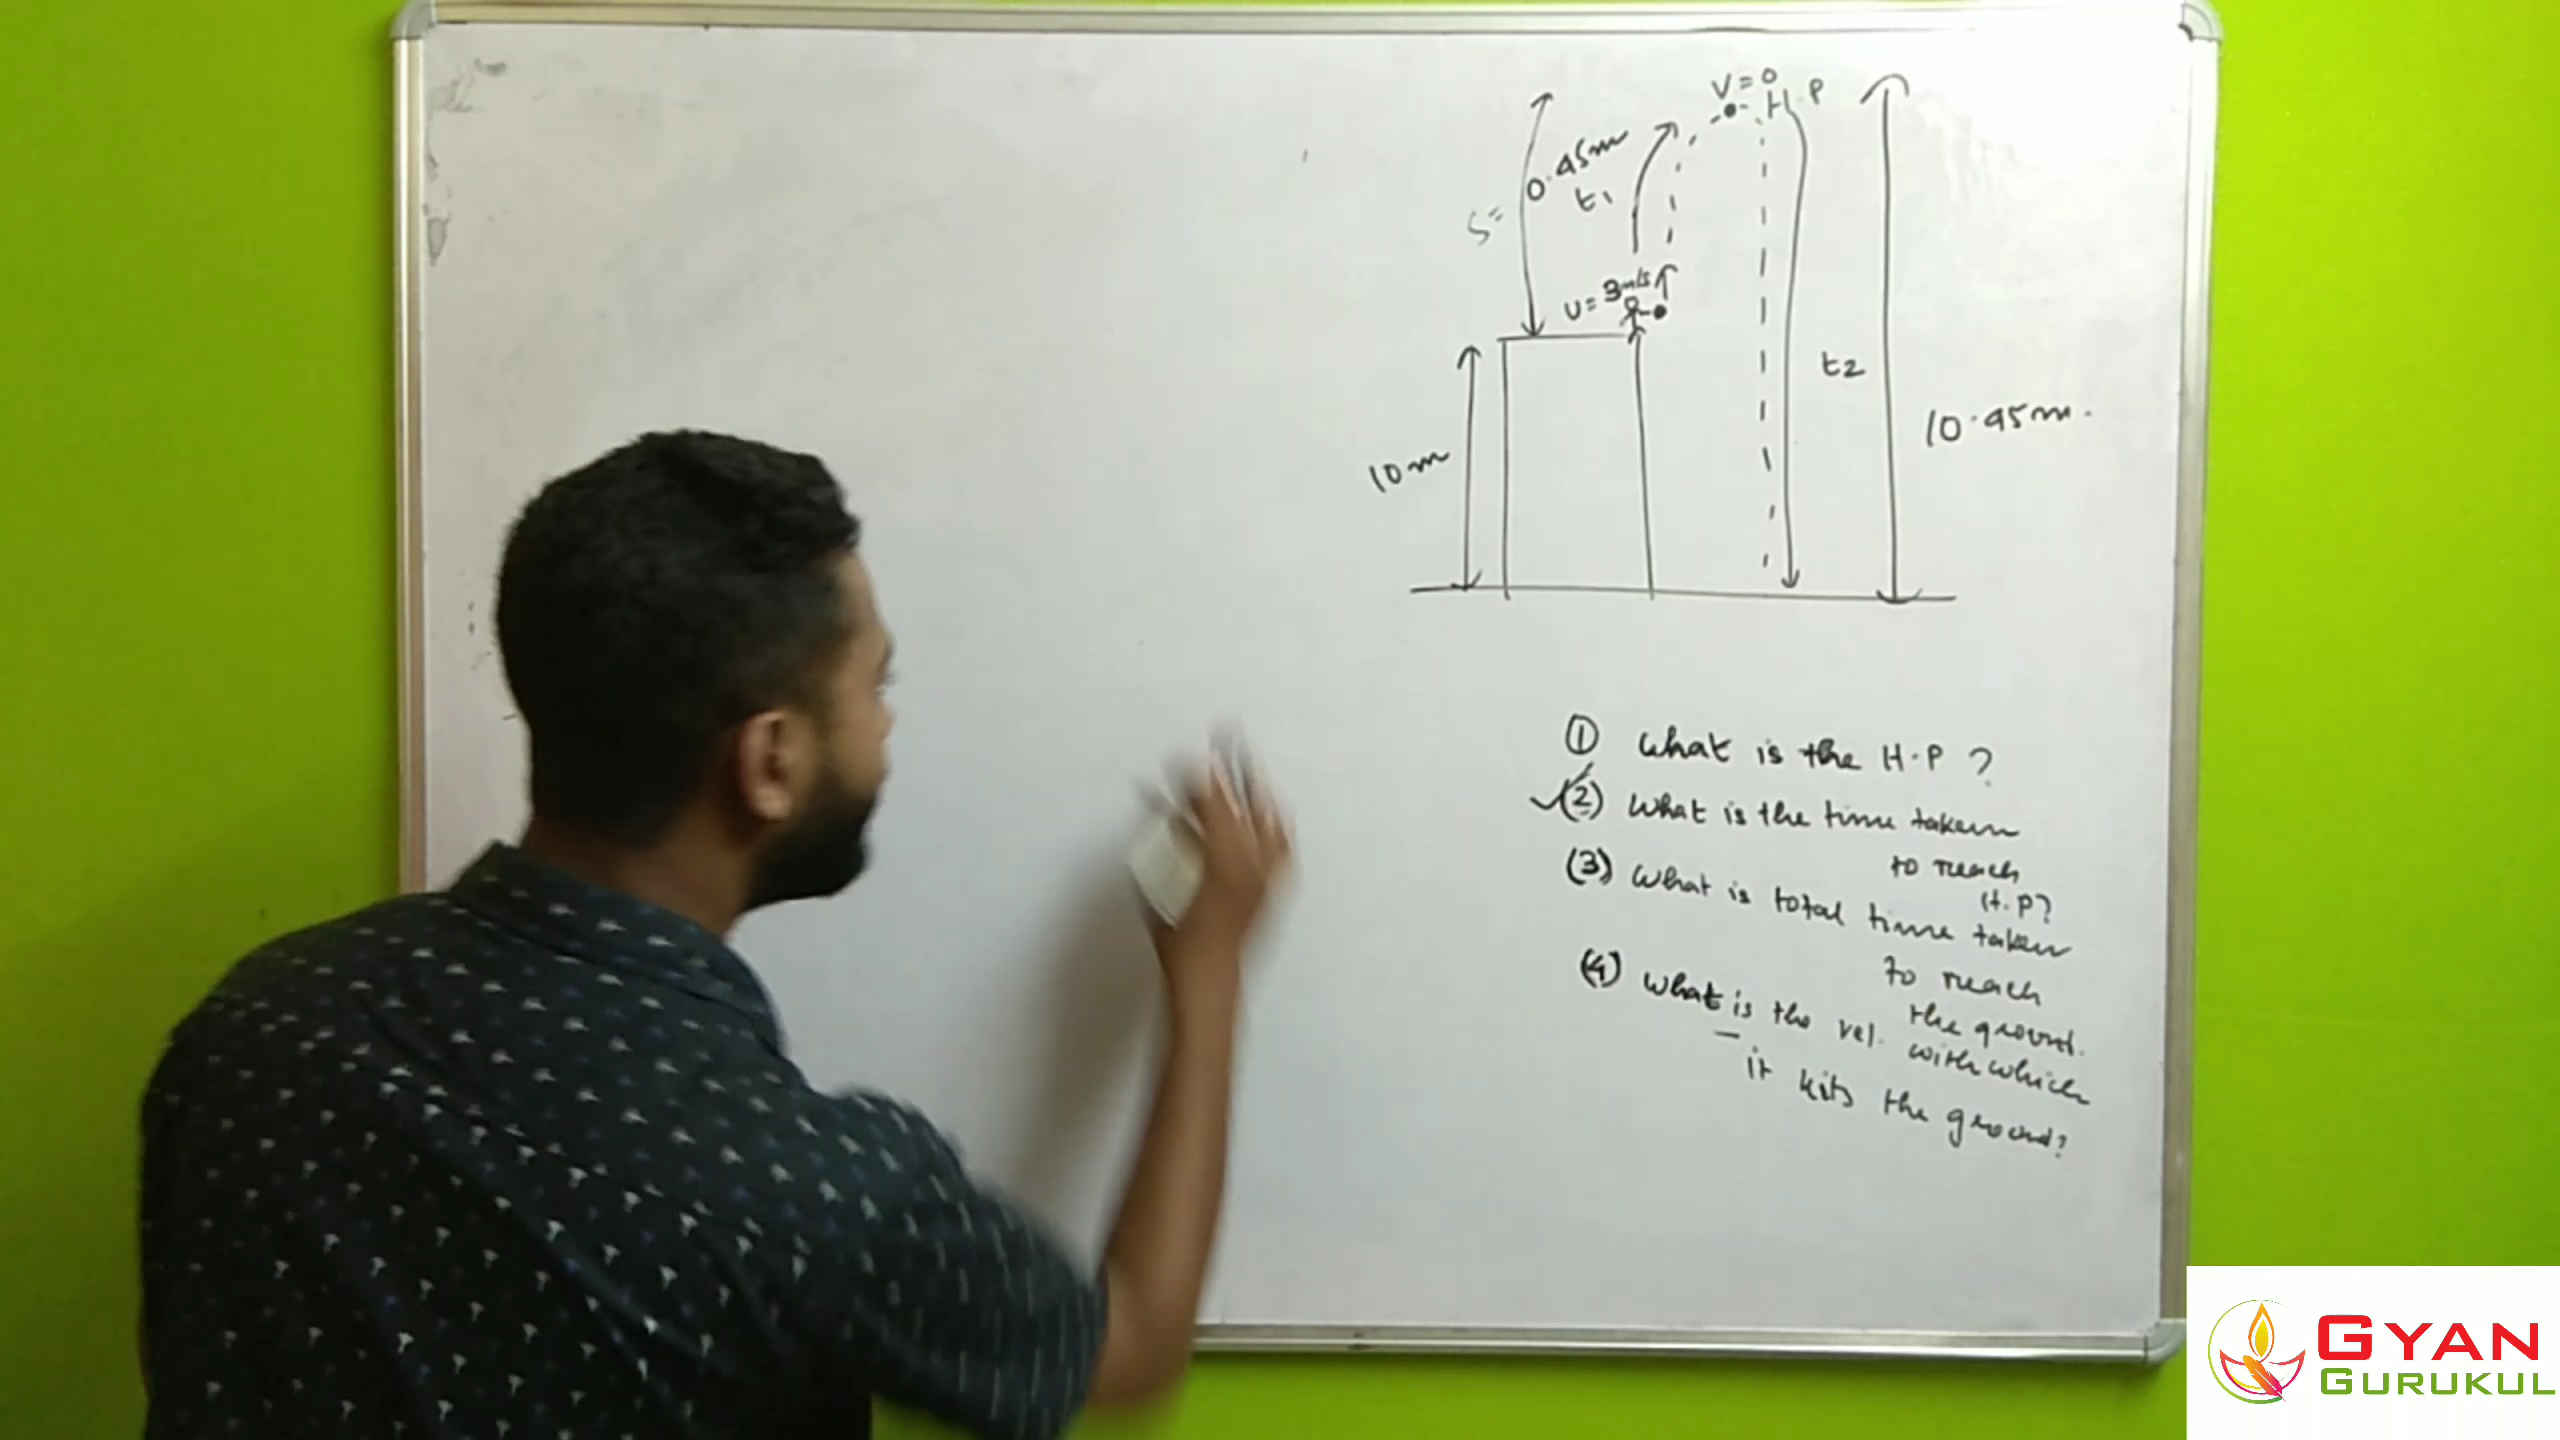 V = 0
H.P
0.45m
t1
S=
U = 3m/s
t2
10.45m.
10m
① What is the H.P ?
(2) What is the time taken
to reach
H.P?
(3) What is total time taken
to reach
the ground.
(4) What is the vel. with which
it hits the ground?
GYAN
GURUKUL